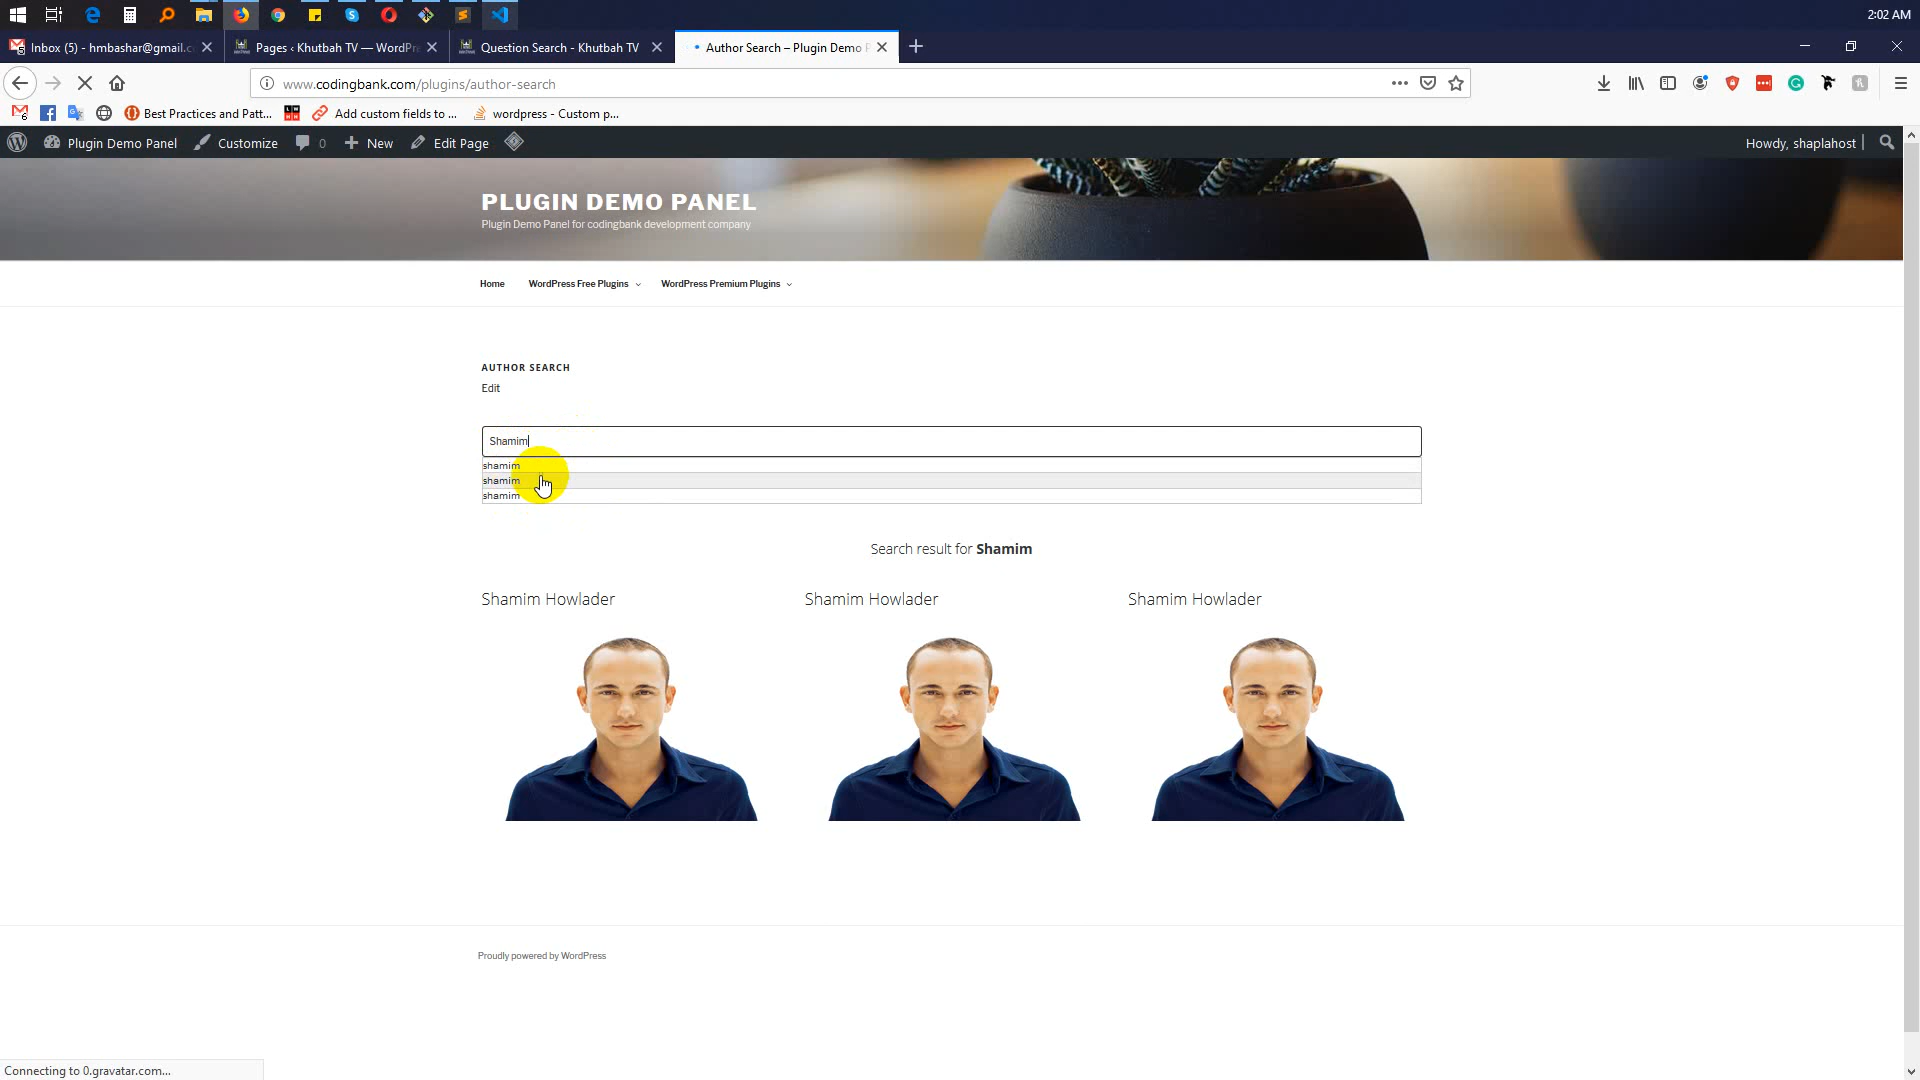 2:02 AM
Inbox (5) - hmbashar@gmail.c
Pages ‹ Khutbah TV — WordPre
Question Search - Khutbah TV
Author Search – Plugin Demo P
www.codingbank.com/plugins/author-search
Best Practices and Patt...
Add custom fields to ...
wordpress - Custom p...
Plugin Demo Panel
Customize
0
New
Edit Page
Howdy, shaplahost
PLUGIN DEMO PANEL
Plugin Demo Panel for codingbank development company
Home
WordPress Free Plugins
WordPress Premium Plugins
AUTHOR SEARCH
Edit
Shamim
shamim
shamim
shamim
Search result for Shamim
Shamim Howlader
Shamim Howlader
Shamim Howlader
Proudly powered by WordPress
Connecting to 0.gravatar.com...